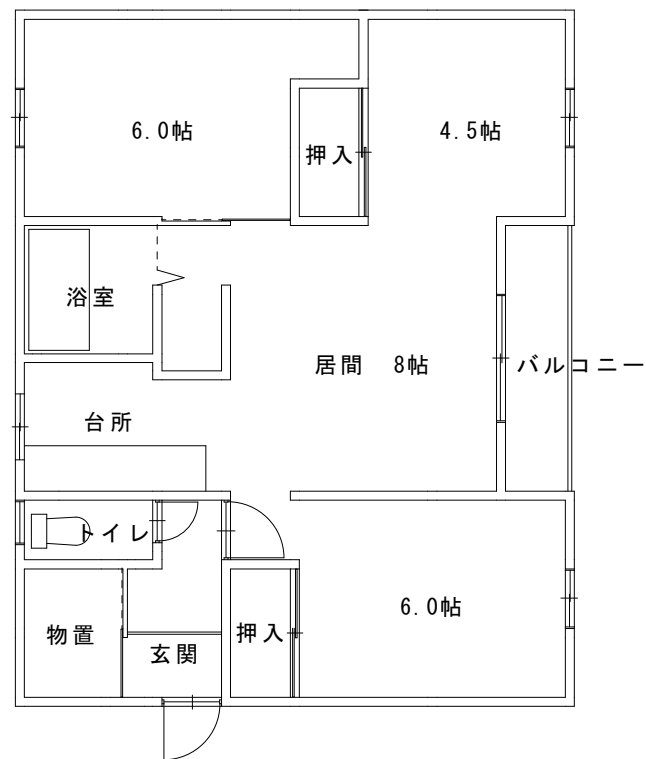 6.0帖
4.5帖
押入
浴室
居間 8帖
バルコニー
台所
トイレ
6.0帖
物置
押入
玄関